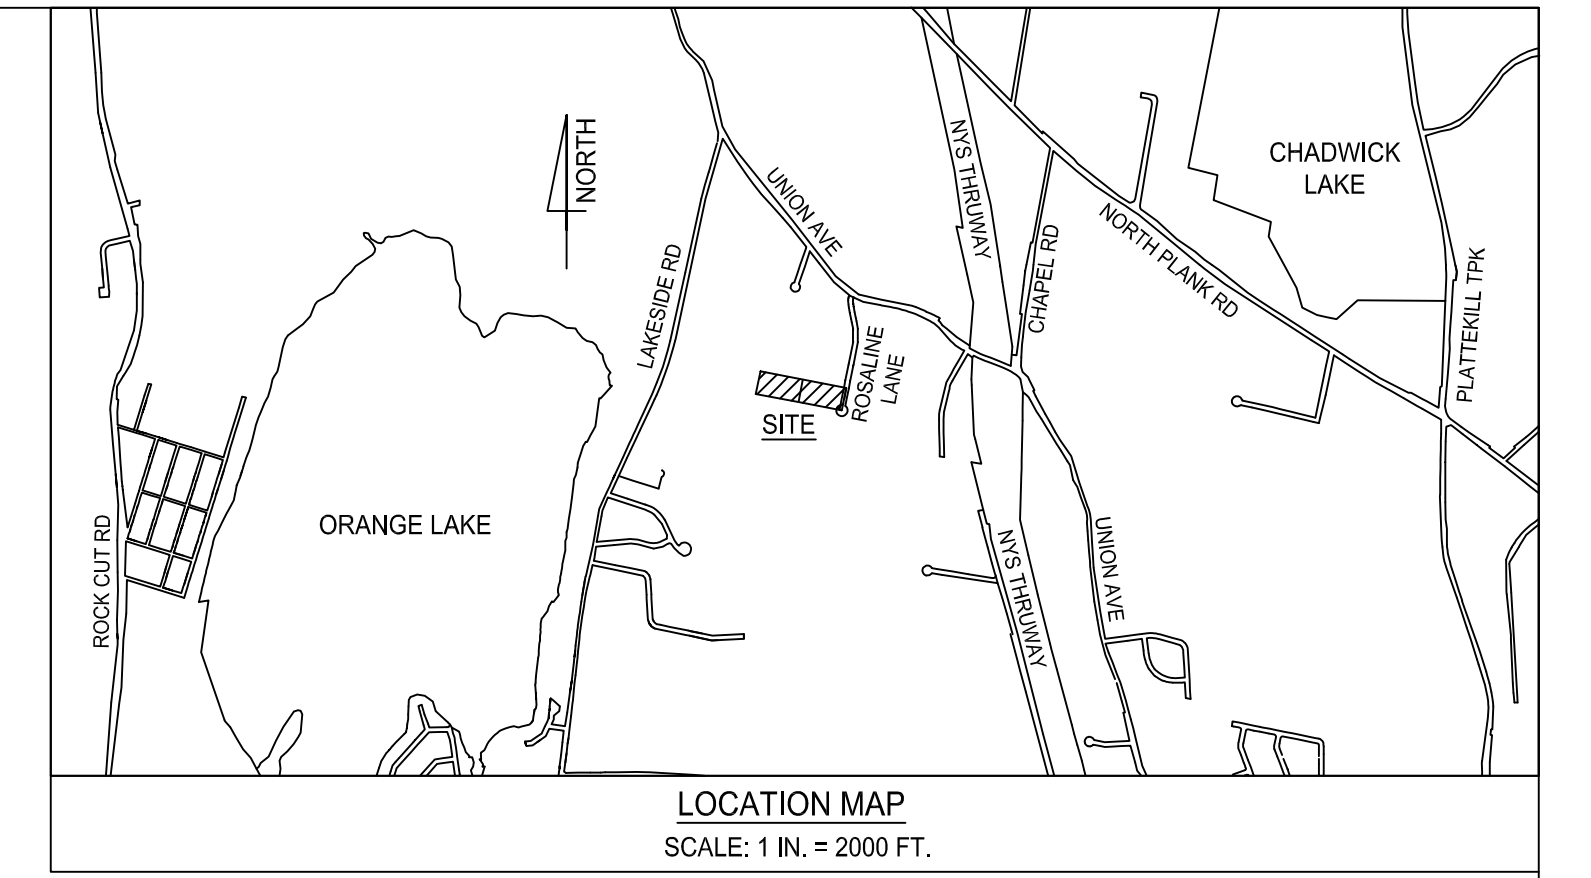 NORTH
CHADWICK
LAKE
UNION AVE
NYS THRUWAY
NORTH PLANK RD
LAKESIDE RD
CHAPEL RD
PLATTEKILL TPK
ROSALINE
LANE
SITE
ORANGE LAKE
ROCK CUT RD
NYS THRUWAY
UNION AVE
LOCATION MAP
SCALE: 1 IN. = 2000 FT.